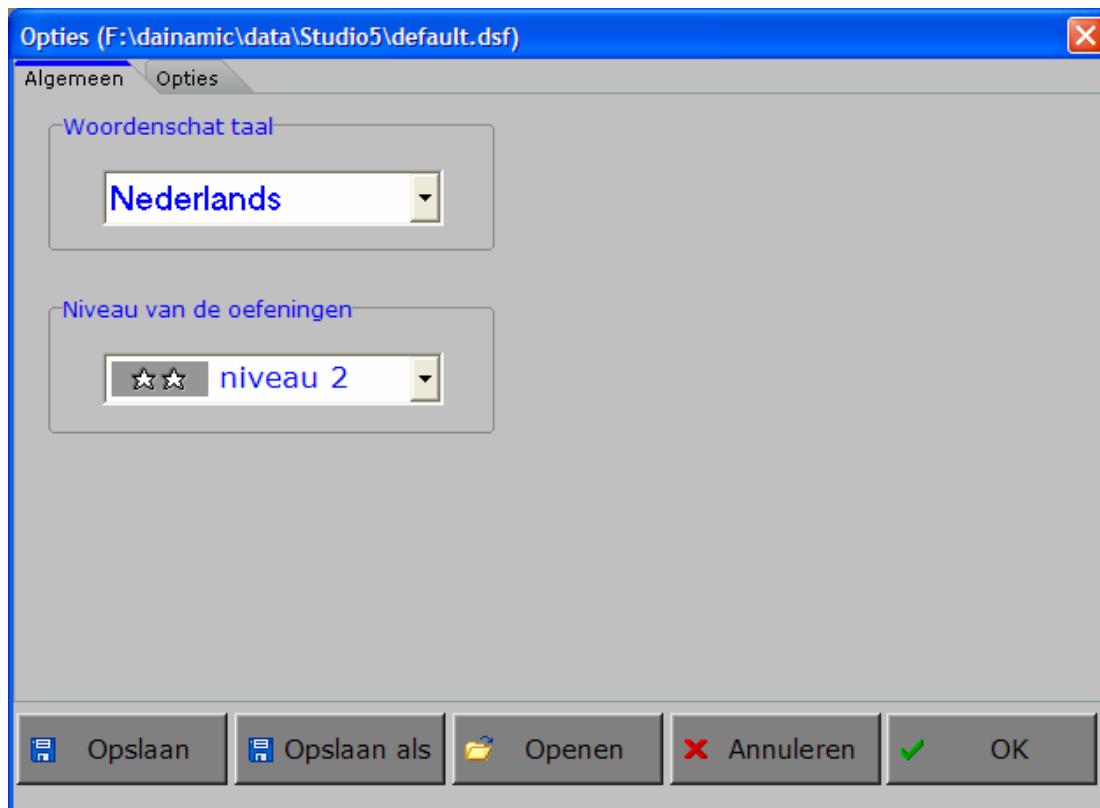 Opties (F:\dainamic\data\Studio5\default.dsf)
Algemeen Opties
Woordenschat taal
Nederlands
Niveau van de oefeningen
niveau 2
Opslaan Opslaan als Openen Annuleren OK